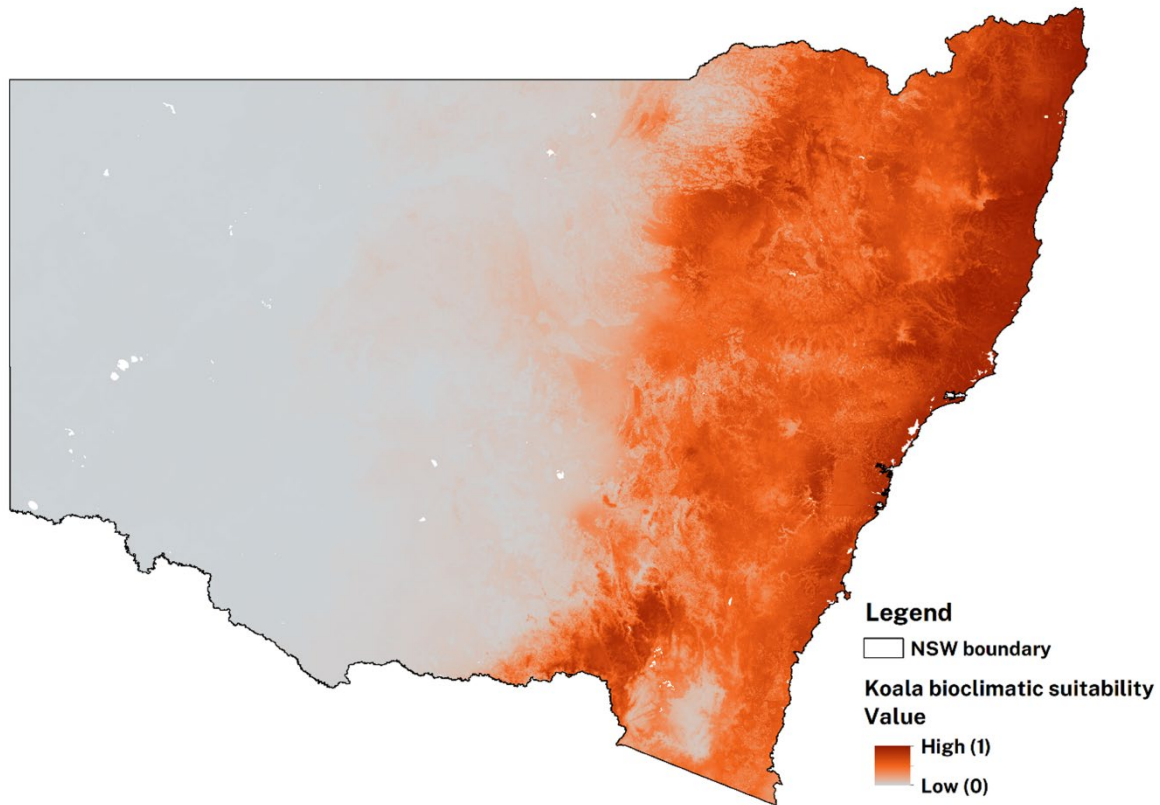 Legend
NSW boundary
Koala bioclimatic suitability
Value
High (1)
Low (0)